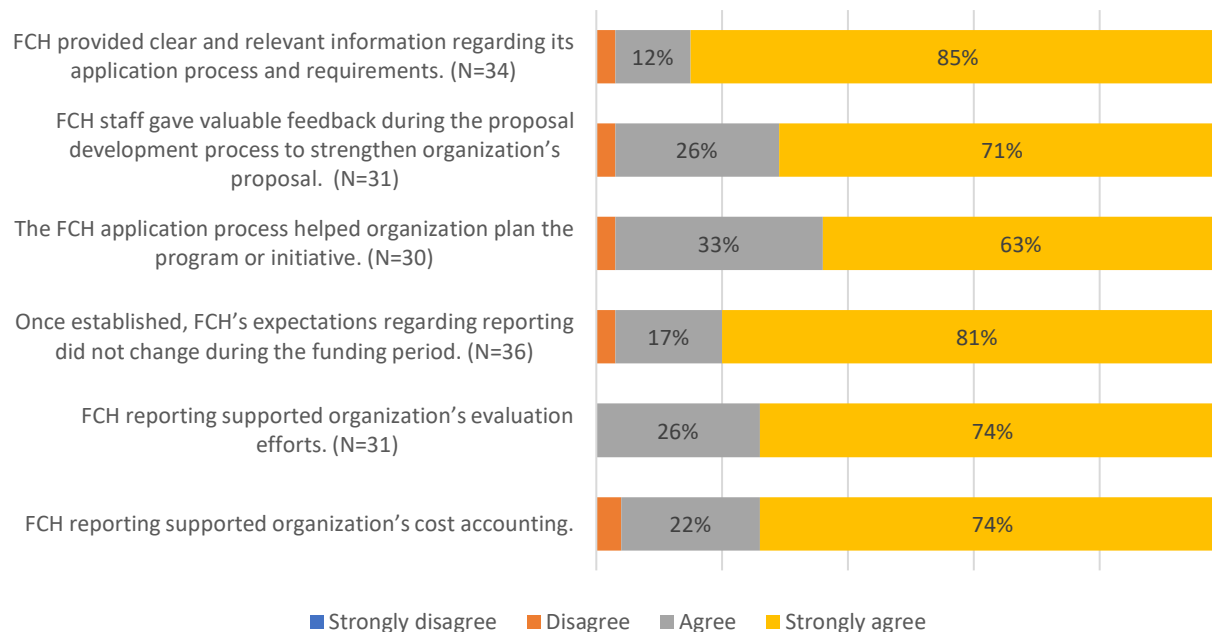 FCH provided clear and relevant information regarding its
application process and requirements. (N=34)
12%
85%
FCH staff gave valuable feedback during the proposal
development process to strengthen organization’s
proposal.  (N=31)
26%
71%
The FCH application process helped organization plan the
program or initiative. (N=30)
33%
63%
Once established, FCH’s expectations regarding reporting
did not change during the funding period. (N=36)
17%
81%
FCH reporting supported organization’s evaluation
efforts. (N=31)
26%
74%
FCH reporting supported organization’s cost accounting.
22%
74%
Strongly disagree
Disagree
Agree
Strongly agree